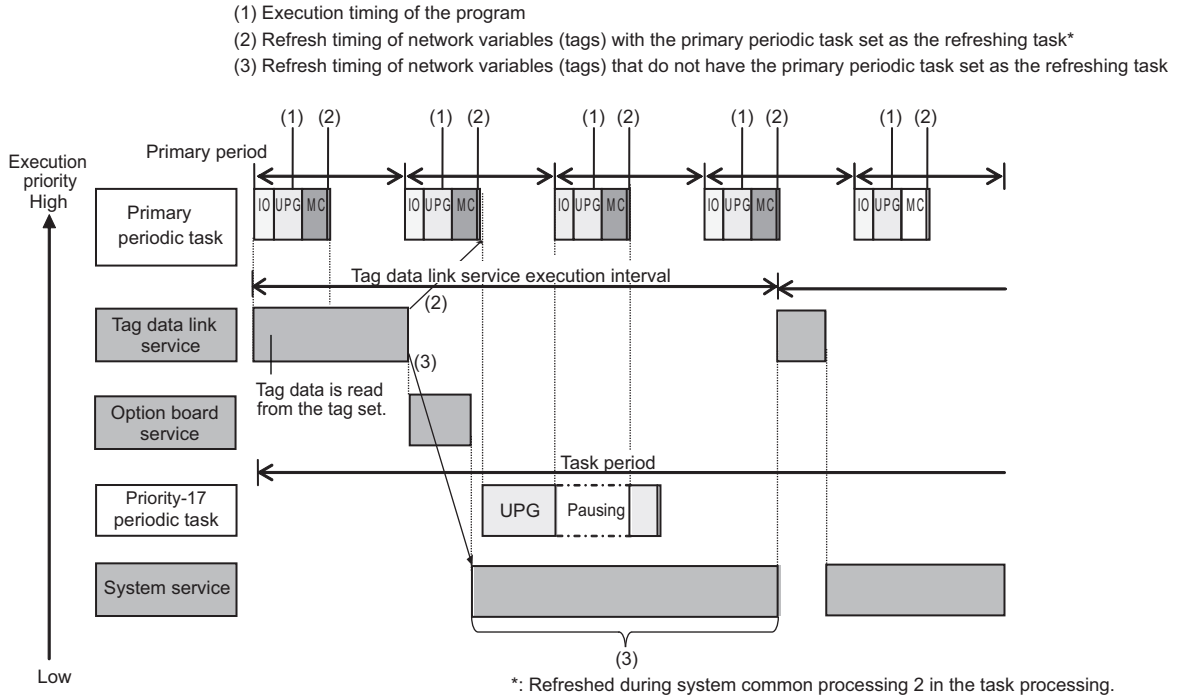 (1) Execution timing of the program
(2) Refresh timing of network variables (tags) with the primary periodic task set as the refreshing task*
(3) Refresh timing of network variables (tags) that do not have the primary periodic task set as the refreshing task
(1) (2) (1) (2) (1) (2) (1) (2) (1) (2)
Execution
priority
High
Primary period
Primary
periodic task
IO UPG MC IO UPG MC IO UPG MC IO UPG MC IO UPG MC
Tag data link service execution interval
(2)
Tag data link
service
(3)
Tag data is read
from the tag set.
Option board
service
Task period
Priority-17
periodic task
UPG Pausing
System service
(3)
Low
*: Refreshed during system common processing 2 in the task processing.